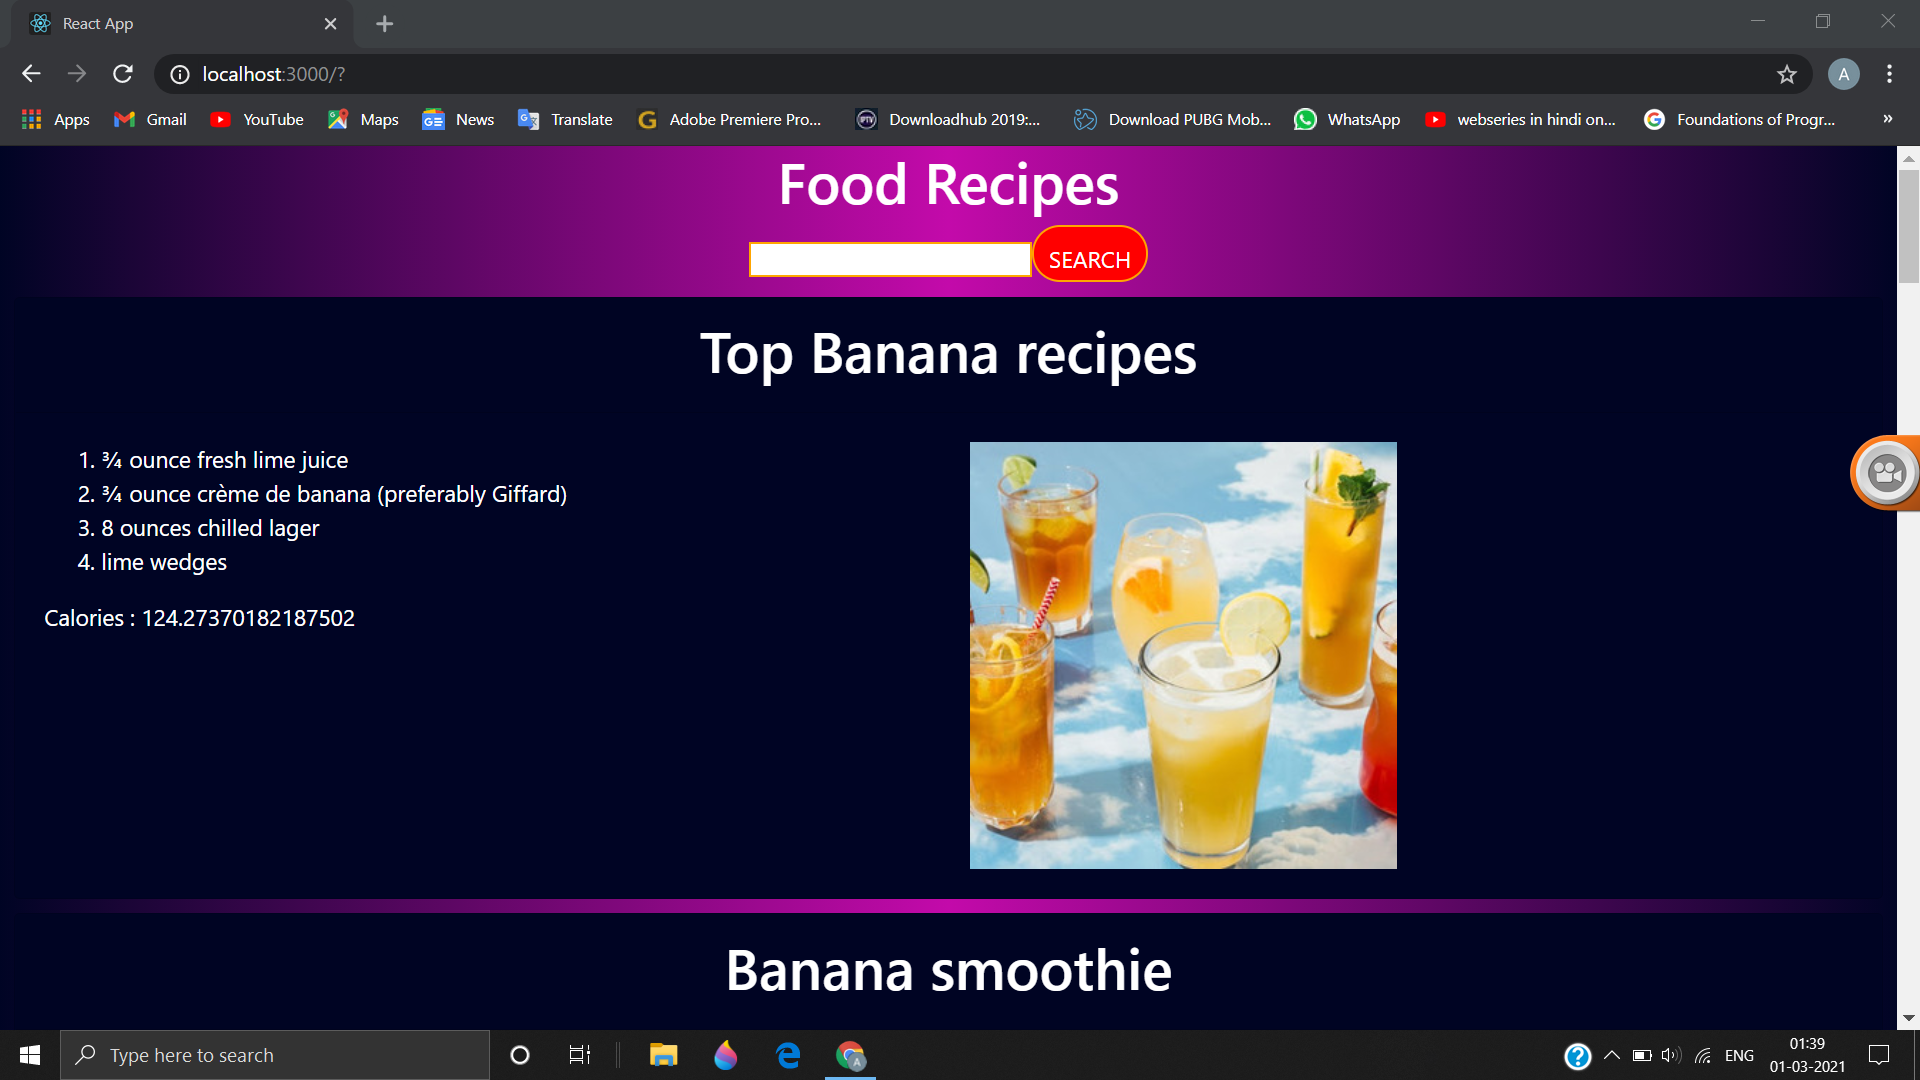 React App
localhost:3000/?
A
Apps Gmail YouTube Maps News Translate Adobe Premiere Pro... Downloadhub 2019:... Download PUBG Mob... WhatsApp webseries in hindi on... Foundations of Progr... »
Food Recipes
SEARCH
Top Banana recipes
1. ¾ ounce fresh lime juice
2. ¾ ounce crème de banana (preferably Giffard)
3. 8 ounces chilled lager
4. lime wedges
Calories : 124.27370182187502
Banana smoothie
Type here to search
ENG
01:39
01-03-2021